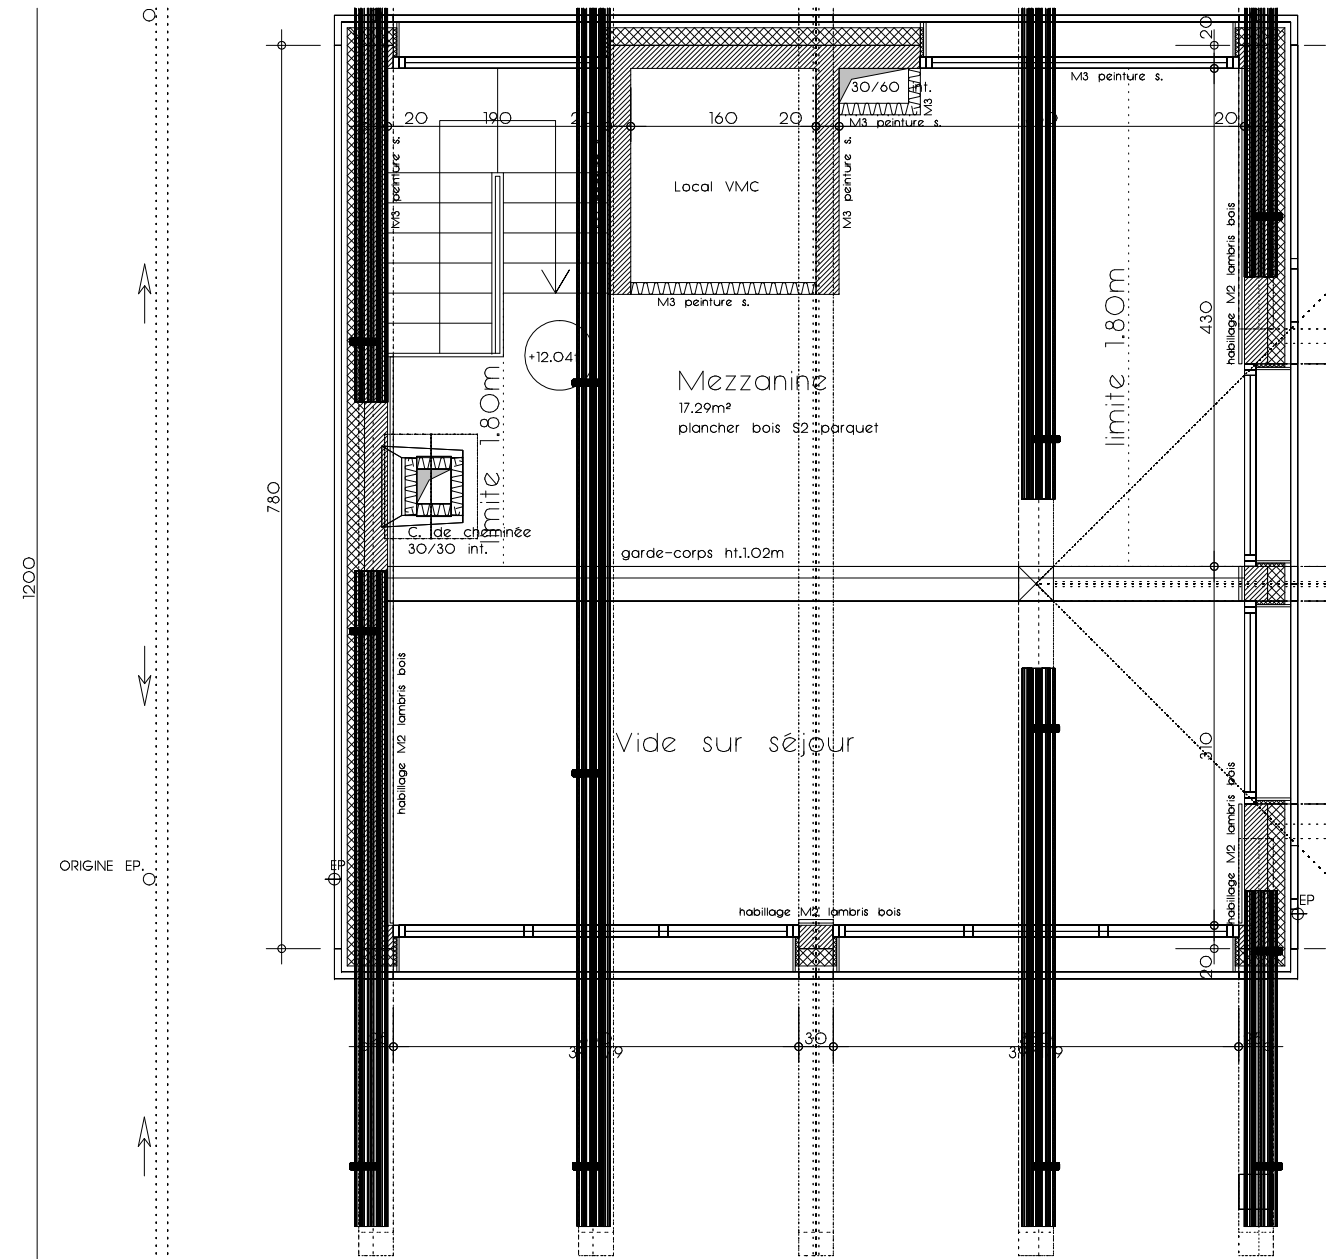 20
M3 peinture s.
30/60 int.
M3
M3 peinture s.
20
190
160
20
20
M3 peinture s.
M3 peinture s.
Local VMC
M3 peinture s.
habillage M2 lambris bois
limite 1.80m
430
+12.04
Mezzanine
17.29m²
plancher bois S2 parquet
limite 1.80m
780
C. de cheminée
30/30 int.
garde-corps ht.1.02m
1200
habillage M2 lambris bois
Vide sur séjour
310
habillage M2 lambris bois
ORIGINE EP.
EP
EP
habillage M2 lambris bois
20
30